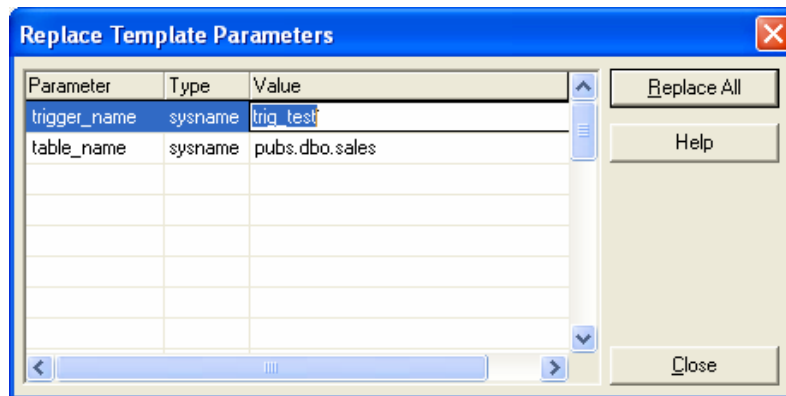 Replace Template Parameters
Parameter Type Value
trigger_name sysname trig_test
table_name sysname pubs.dbo.sales
Replace All
Help
Close